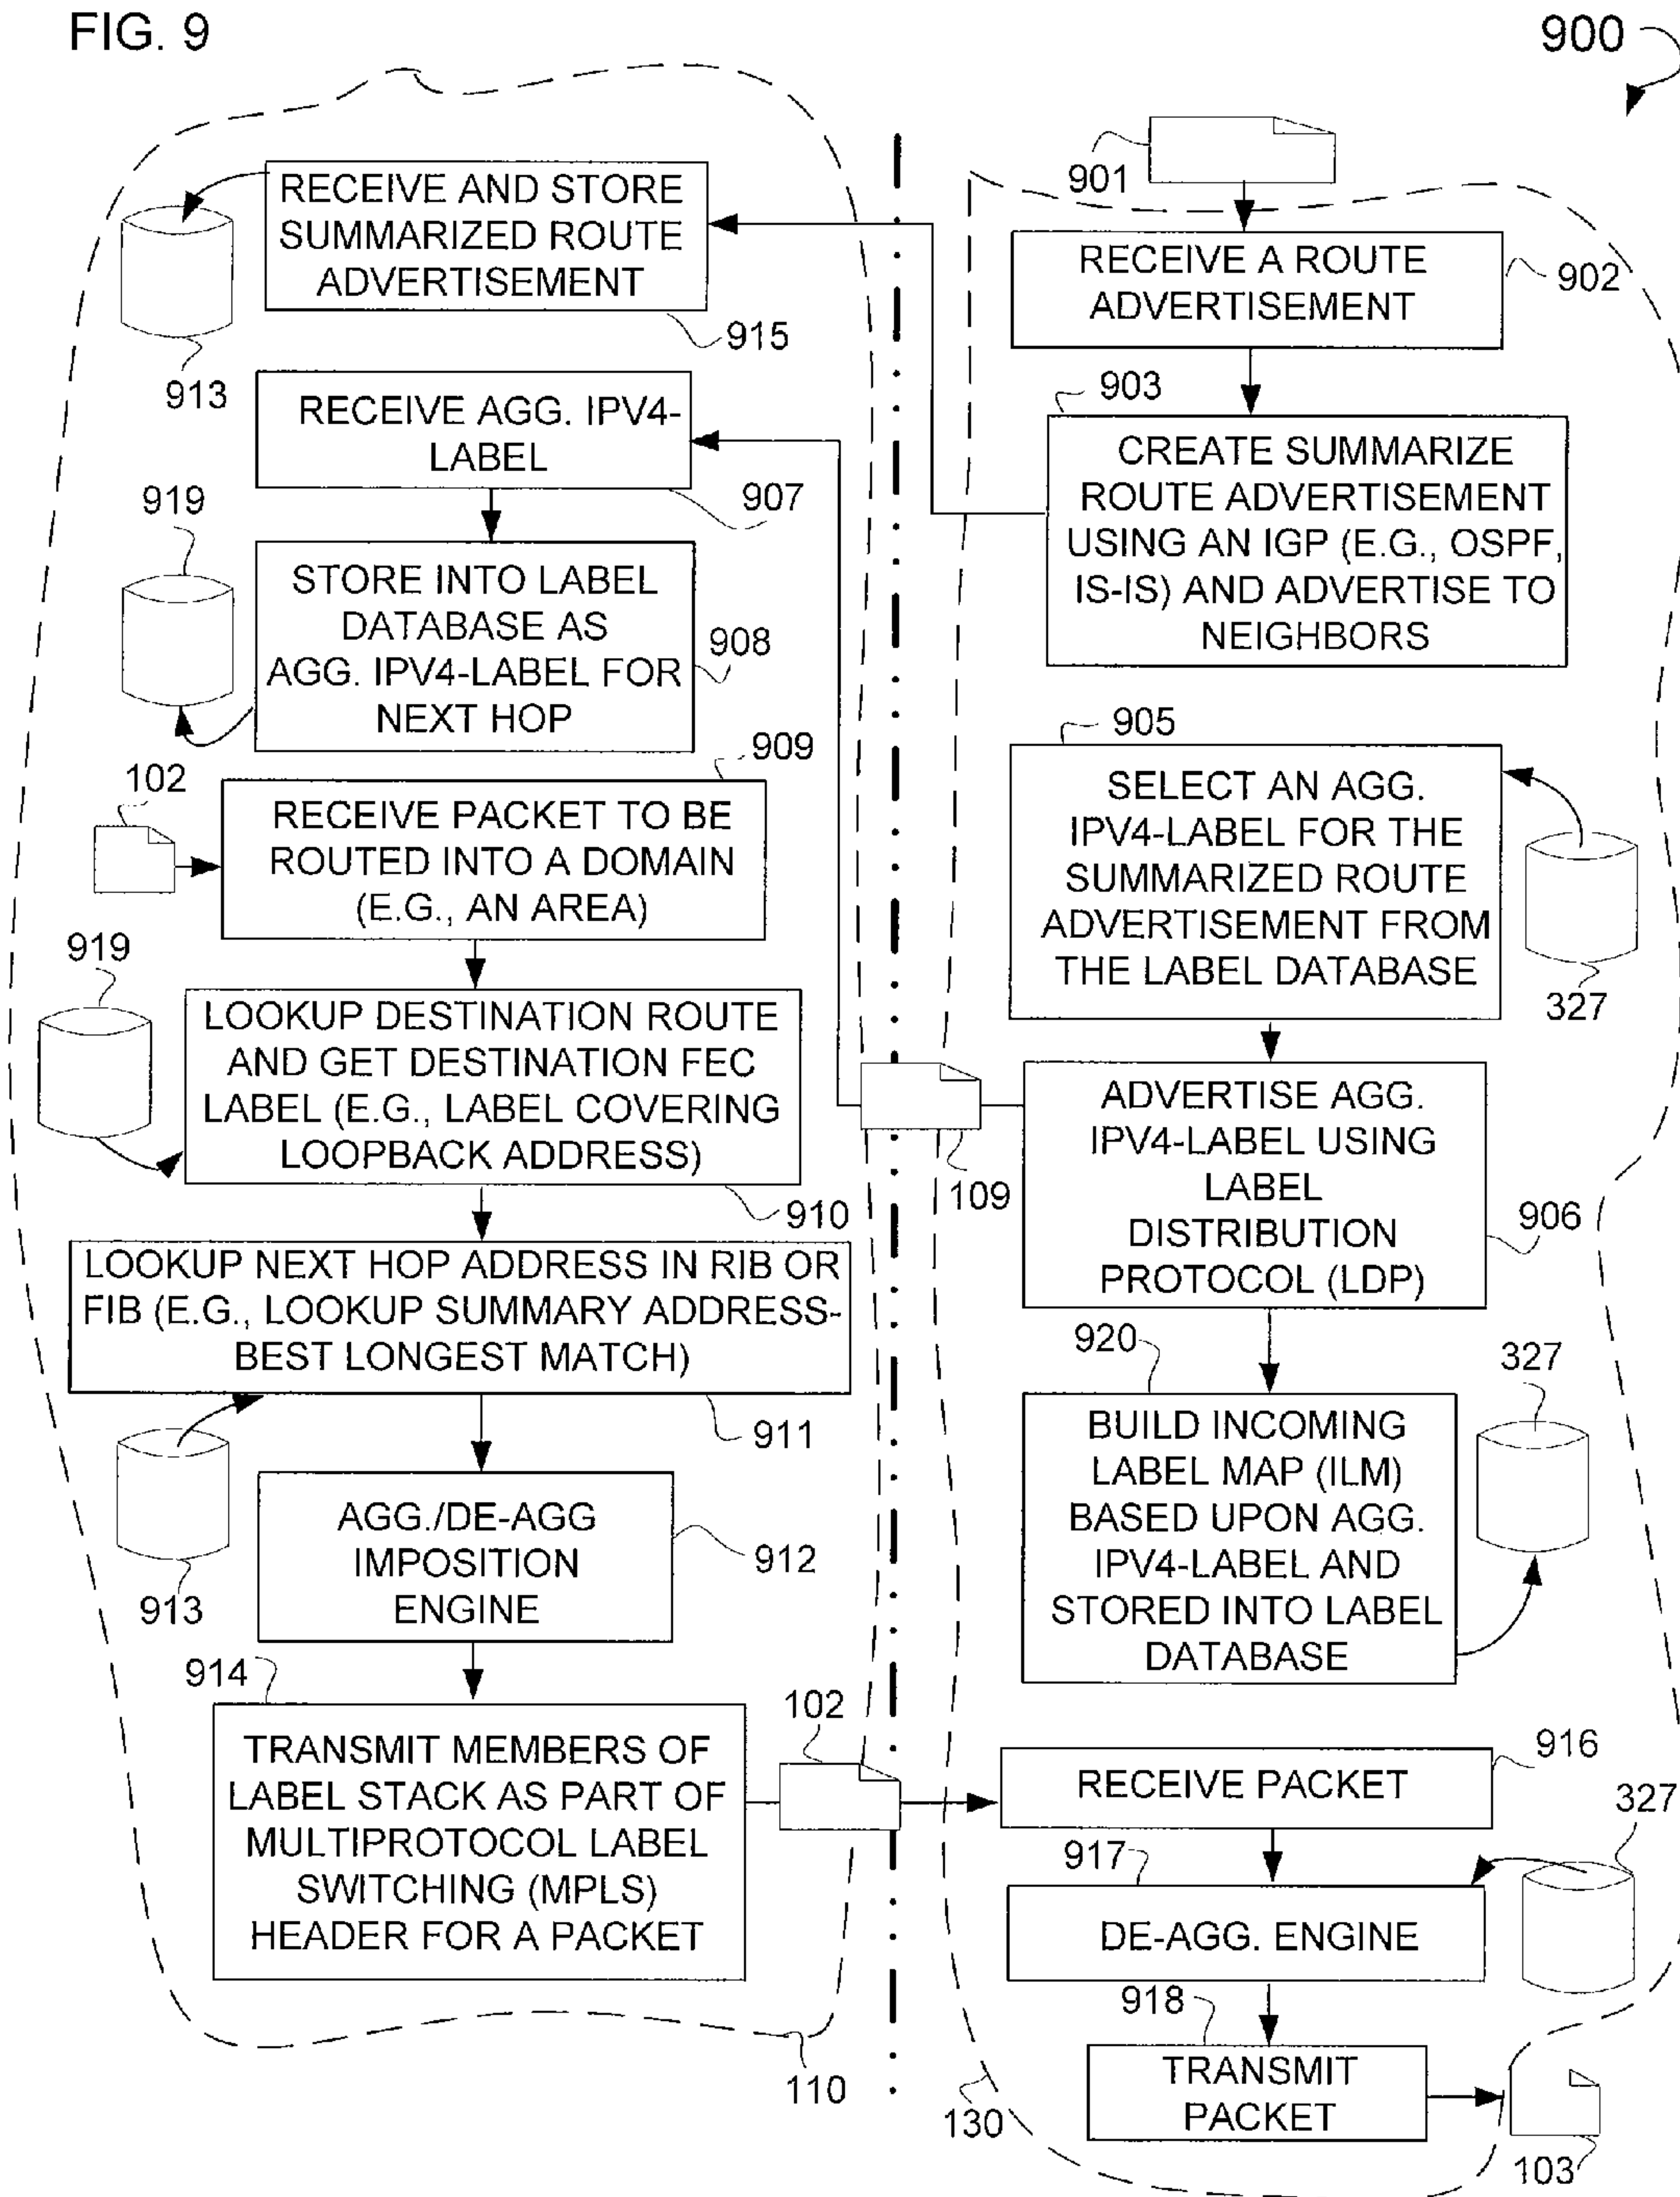 FIG. 9
900
901
RECEIVE AND STORE
SUMMARIZED ROUTE
ADVERTISEMENT
915
913
RECEIVE A ROUTE
ADVERTISEMENT
902
903
CREATE SUMMARIZE
ROUTE ADVERTISEMENT
USING AN IGP (E.G., OSPF,
IS-IS) AND ADVERTISE TO
NEIGHBORS
RECEIVE AGG. IPV4-
LABEL
907
919
STORE INTO LABEL
DATABASE AS
AGG. IPV4-LABEL FOR
NEXT HOP
908
905
SELECT AN AGG.
IPV4-LABEL FOR THE
SUMMARIZED ROUTE
ADVERTISEMENT FROM
THE LABEL DATABASE
327
909
102
RECEIVE PACKET TO BE
ROUTED INTO A DOMAIN
(E.G., AN AREA)
919
LOOKUP DESTINATION ROUTE
AND GET DESTINATION FEC
LABEL (E.G., LABEL COVERING
LOOPBACK ADDRESS)
910
109
ADVERTISE AGG.
IPV4-LABEL USING
LABEL
DISTRIBUTION
PROTOCOL (LDP)
906
LOOKUP NEXT HOP ADDRESS IN RIB OR
FIB (E.G., LOOKUP SUMMARY ADDRESS-
BEST LONGEST MATCH)
911
913
920
327
BUILD INCOMING
LABEL MAP (ILM)
BASED UPON AGG.
IPV4-LABEL AND
STORED INTO LABEL
DATABASE
AGG./DE-AGG
IMPOSITION
ENGINE
912
914
TRANSMIT MEMBERS OF
LABEL STACK AS PART OF
MULTIPROTOCOL LABEL
SWITCHING (MPLS)
HEADER FOR A PACKET
102
RECEIVE PACKET
916
917
327
DE-AGG. ENGINE
918
TRANSMIT
PACKET
110
130
103